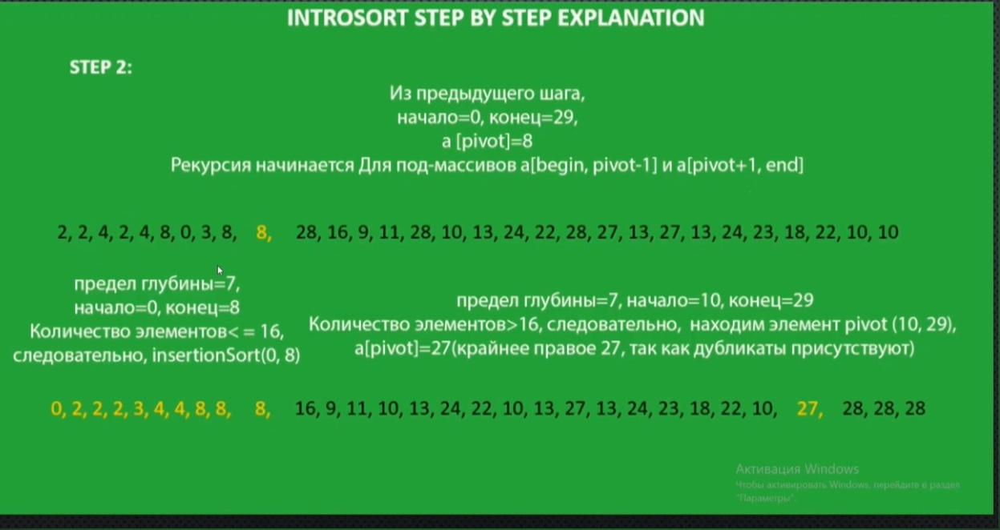 INTROSORT STEP BY STEP EXPLANATION
STEP 2:
Из предыдущего шага,
начало=0, конец=29,
a [pivot]=8
Рекурсия начинается Для под-массивов a[begin, pivot-1] и a[pivot+1, end]
2, 2, 4, 2, 4, 8, 0, 3, 8, 8, 28, 16, 9, 11, 28, 10, 13, 24, 22, 28, 27, 13, 27, 13, 24, 23, 18, 22, 10, 10
предел глубины=7,
начало=0, конец=8
Количество элементов< = 16,
следовательно, insertionSort(0, 8)
предел глубины=7, начало=10, конец=29
Количество элементов>16, следовательно, находим элемент pivot (10, 29),
a[pivot]=27(крайнее правое 27, так как дубликаты присутствуют)
0, 2, 2, 2, 3, 4, 4, 8, 8, 8, 16, 9, 11, 10, 13, 24, 22, 10, 13, 27, 13, 24, 23, 18, 22, 10, 27, 28, 28, 28
Активация Windows
Чтобы активировать Windows, перейдите в раздел
"Параметры".